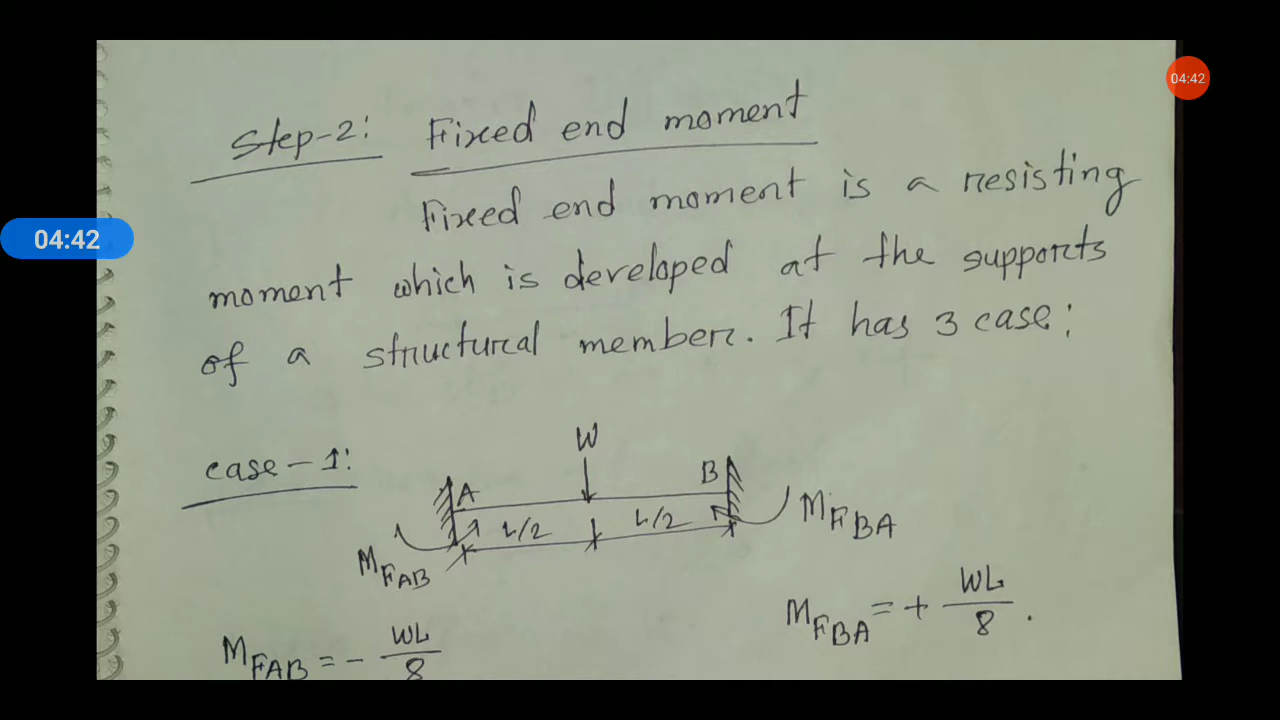 04:42
04:42
Step-2: Fixed end moment
Fixed end moment is a resisting
moment which is developed at the supports
of a structural member. It has 3 case:
case-1:
W
A
B
L/2
L/2
MFAB
MFBA
MFBA = + WL/8.
MFAB = - WL/8